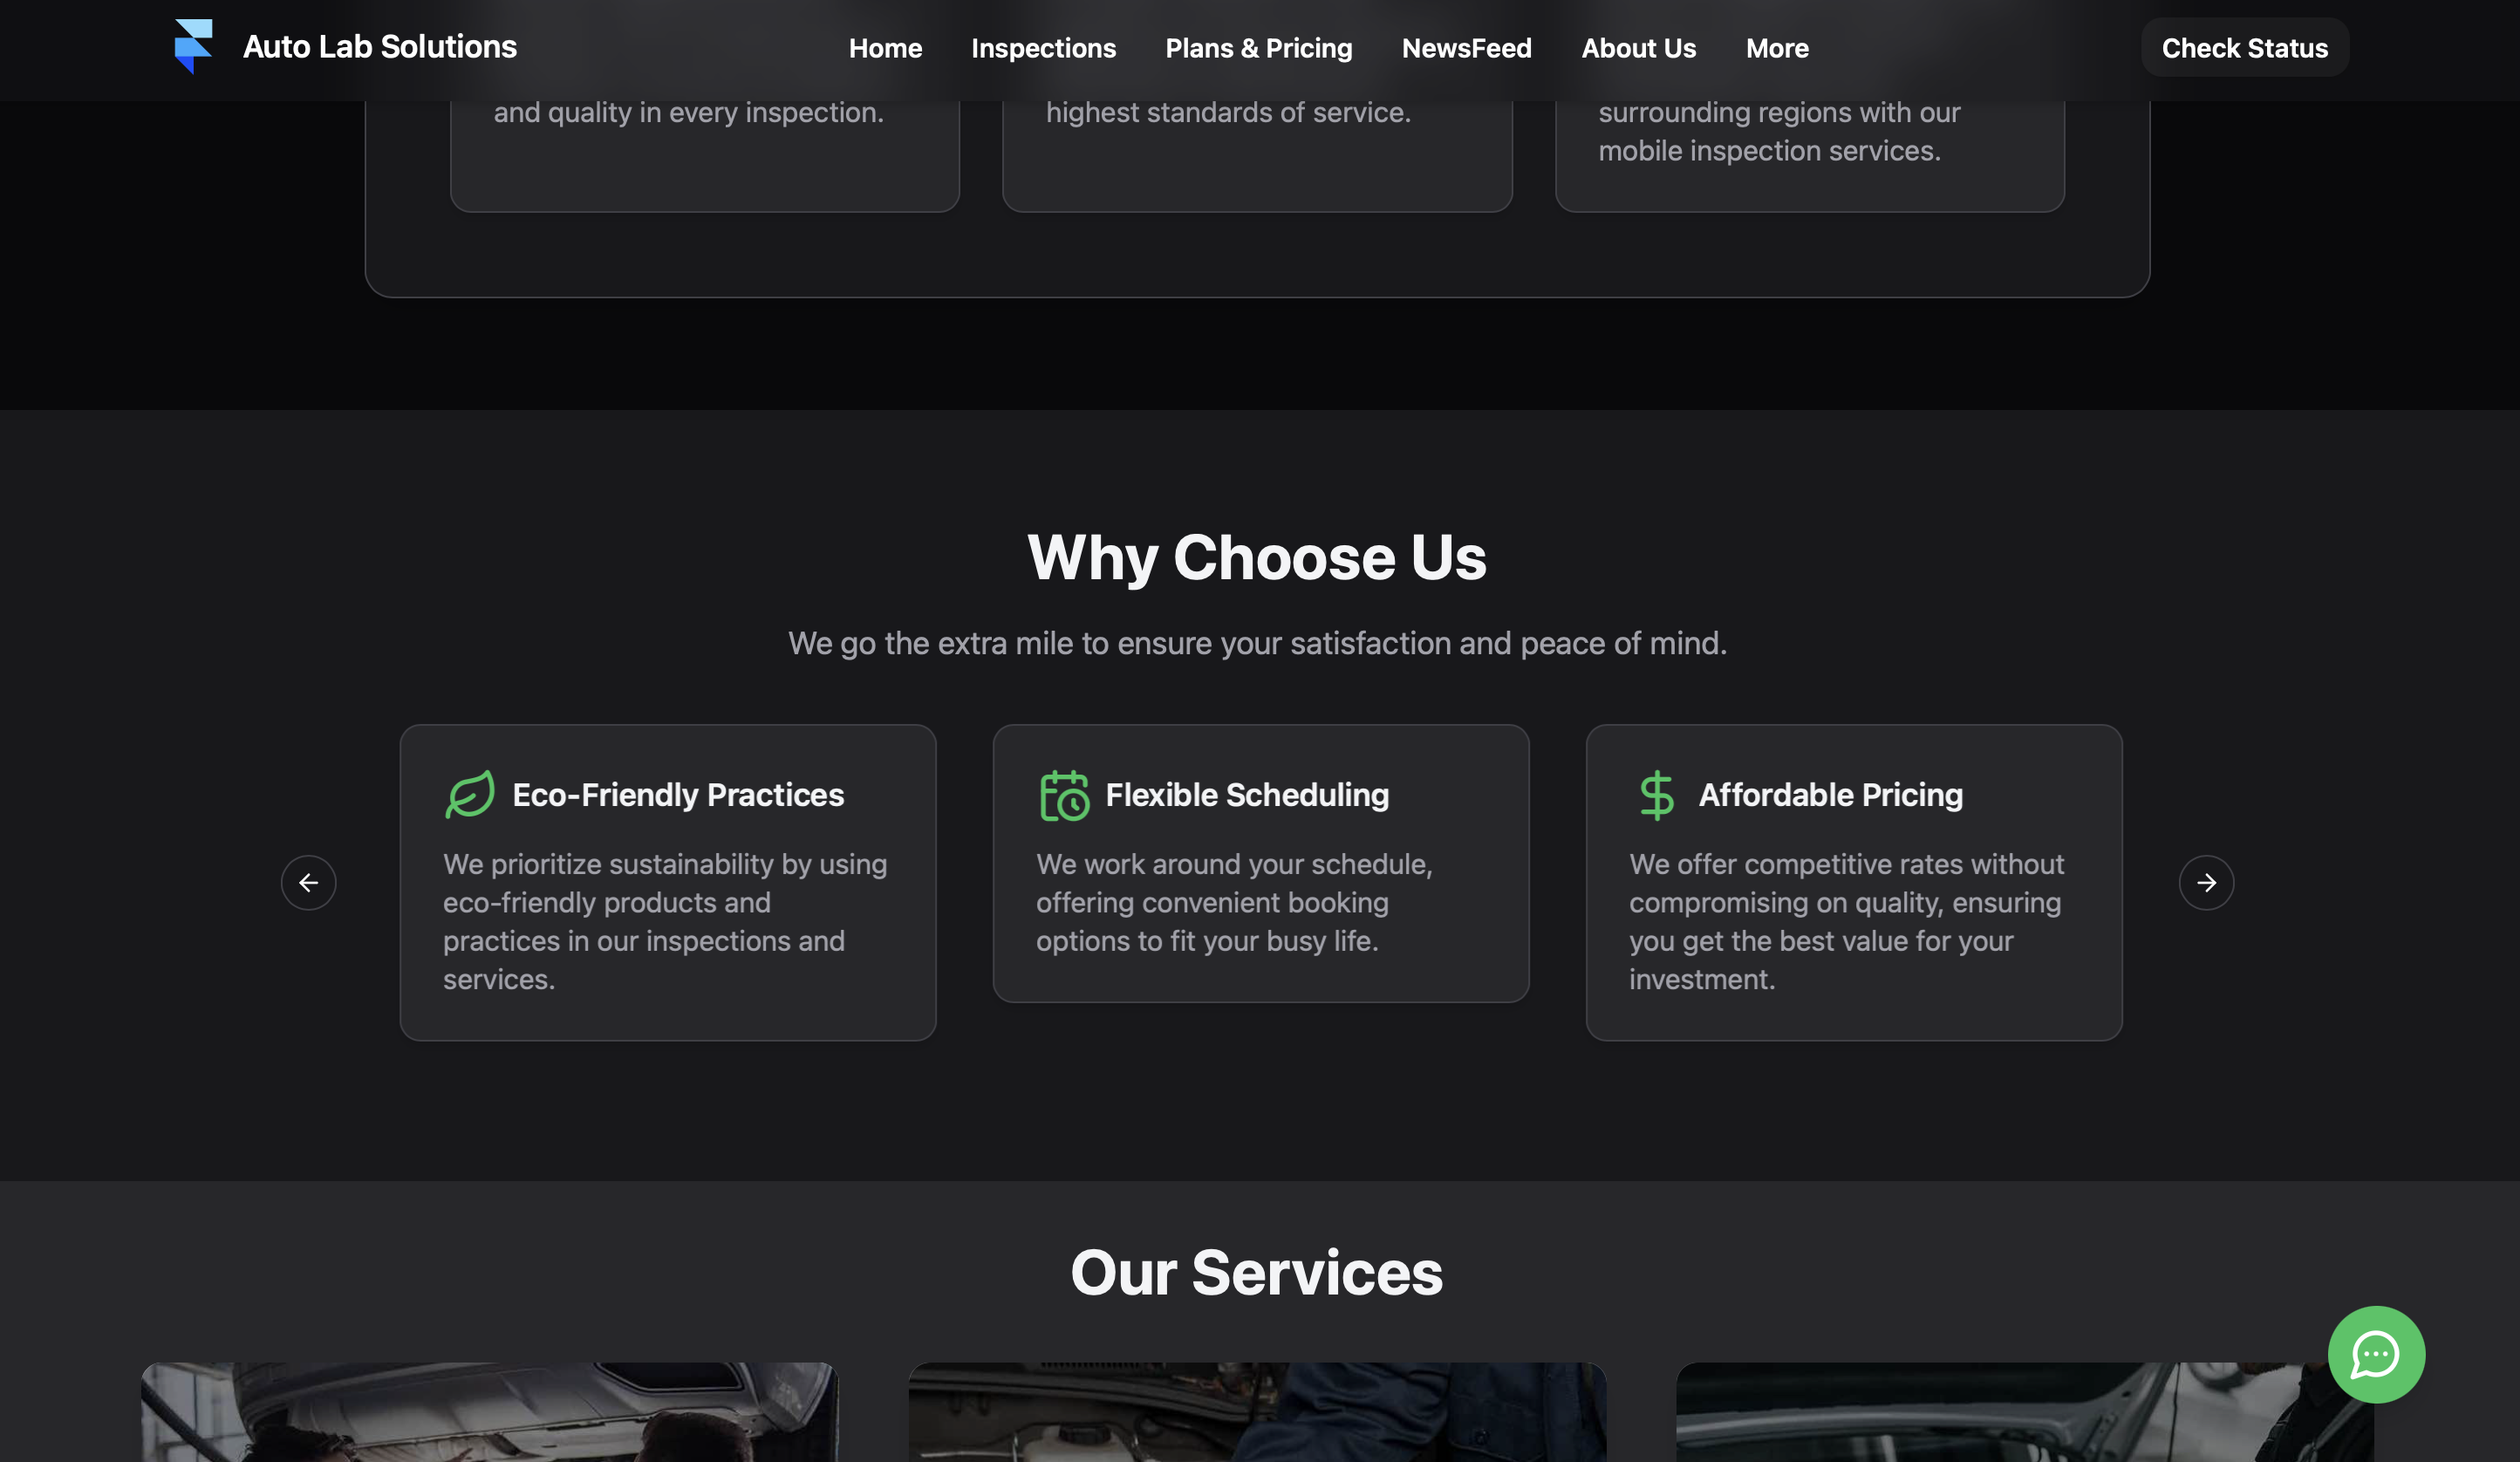 Auto Lab Solutions
Home
Inspections
Plans & Pricing
NewsFeed
About Us
More
Check Status
and quality in every inspection.
highest standards of service.
surrounding regions with our
mobile inspection services.
Why Choose Us
We go the extra mile to ensure your satisfaction and peace of mind.
Eco-Friendly Practices
We prioritize sustainability by using
eco-friendly products and
practices in our inspections and
services.
Flexible Scheduling
We work around your schedule,
offering convenient booking
options to fit your busy life.
Affordable Pricing
We offer competitive rates without
compromising on quality, ensuring
you get the best value for your
investment.
Our Services